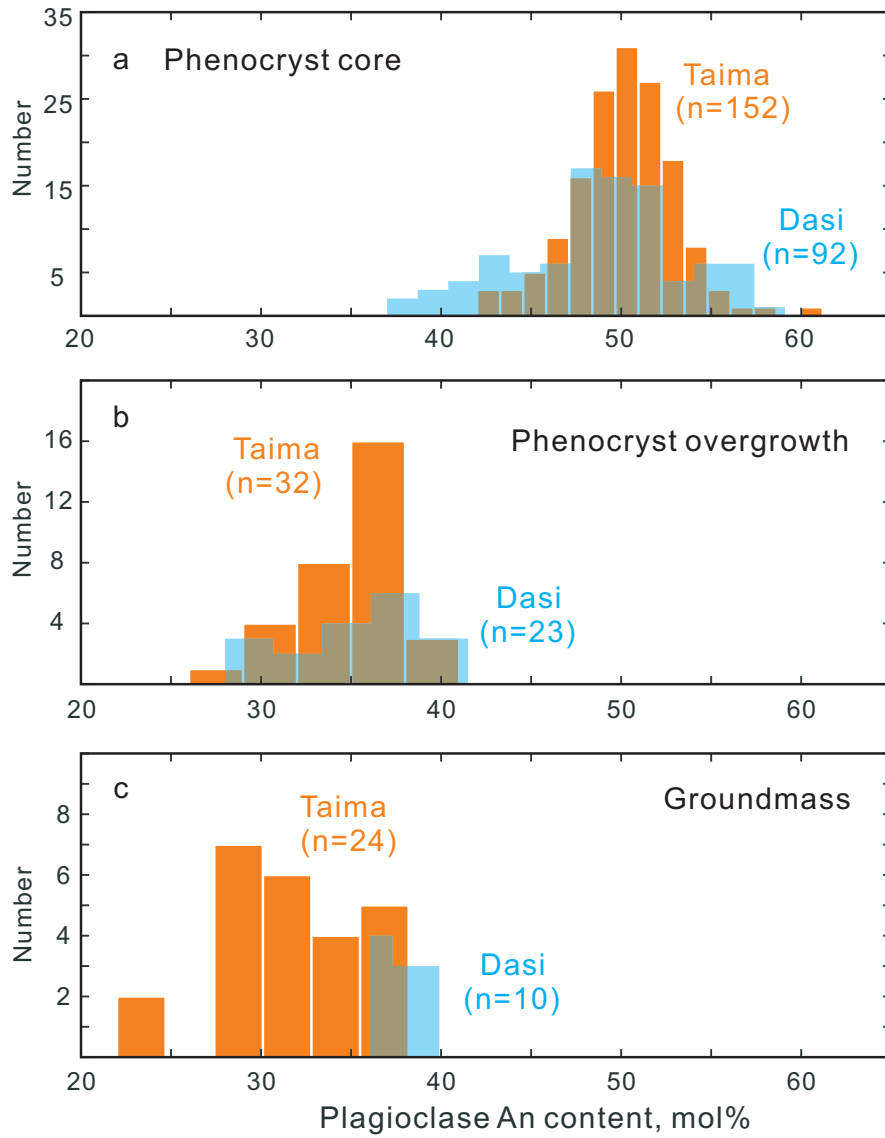 35
25
15
5
Number
a Phenocryst core
Taima
(n=152)
Dasi
(n=92)
20 30 40 50 60
16
12
8
4
Number
b
Taima
(n=32)
Phenocryst overgrowth
Dasi
(n=23)
20 30 40 50 60
8
6
4
2
Number
c
Taima
(n=24)
Groundmass
Dasi
(n=10)
20 30 40 50 60
Plagioclase An content, mol%